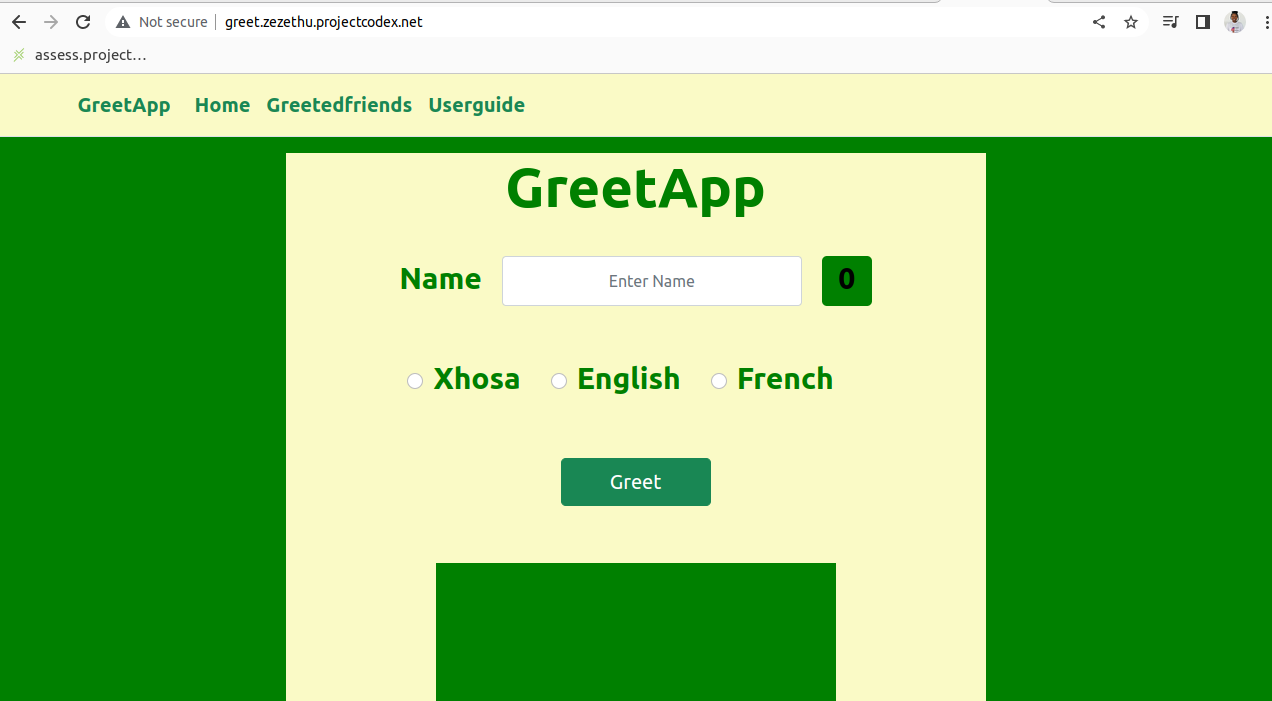 Not secure greet.zezethu.projectcodex.net
assess.project…
GreetApp Home Greetedfriends Userguide
GreetApp
Name Enter Name 0
Xhosa English French
Greet